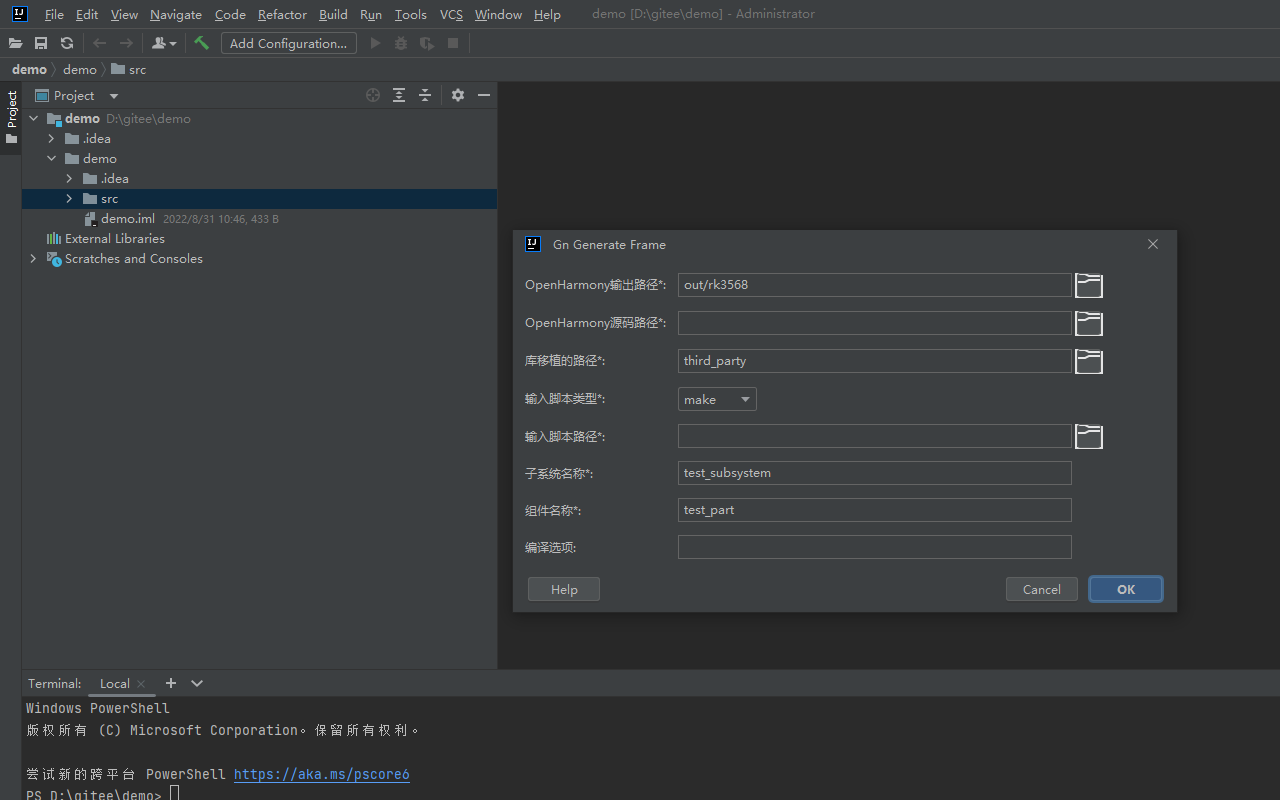 File Edit View Navigate Code Refactor Build Run Tools VCS Window Help demo [D:\gitee\demo] - Administrator
Add Configuration...
demo demo src
Project
Project
demo D:\gitee\demo
.idea
demo
.idea
src
demo.iml 2022/8/31 10:46, 433 B
External Libraries
Scratches and Consoles
Gn Generate Frame
OpenHarmony输出路径*: out/rk3568
OpenHarmony源码路径*:
库移植的路径*: third_party
输入脚本类型*: make
输入脚本路径*:
子系统名称*: test_subsystem
组件名称*: test_part
编译选项:
Help Cancel OK
Terminal: Local
Windows PowerShell
版权所有 (C) Microsoft Corporation。保留所有权利。
尝试新的跨平台 PowerShell https://aka.ms/pscore6
PS D:\gitee\demo>